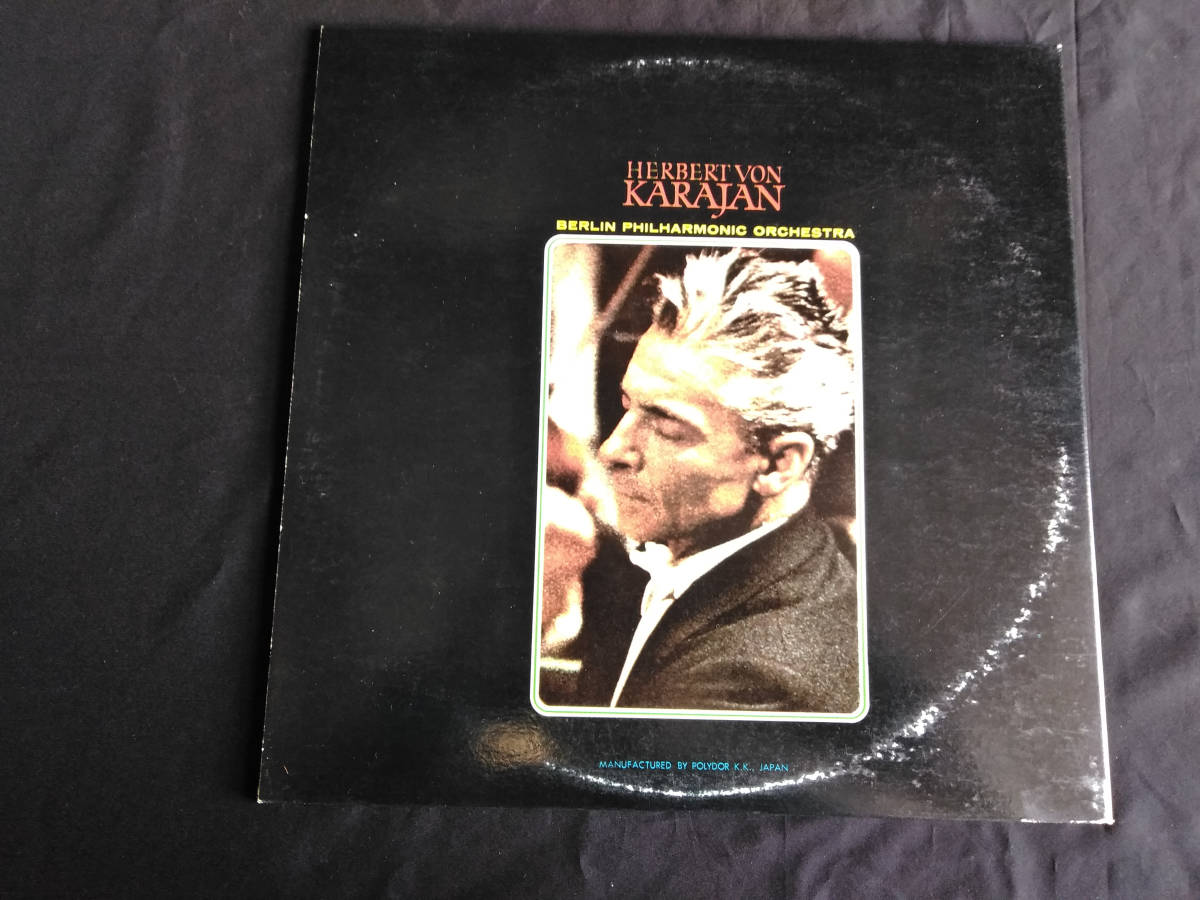 HERBERT VON
KARAJAN
BERLIN PHILHARMONIC ORCHESTRA
MANUFACTURED BY POLYDOR K.K., JAPAN